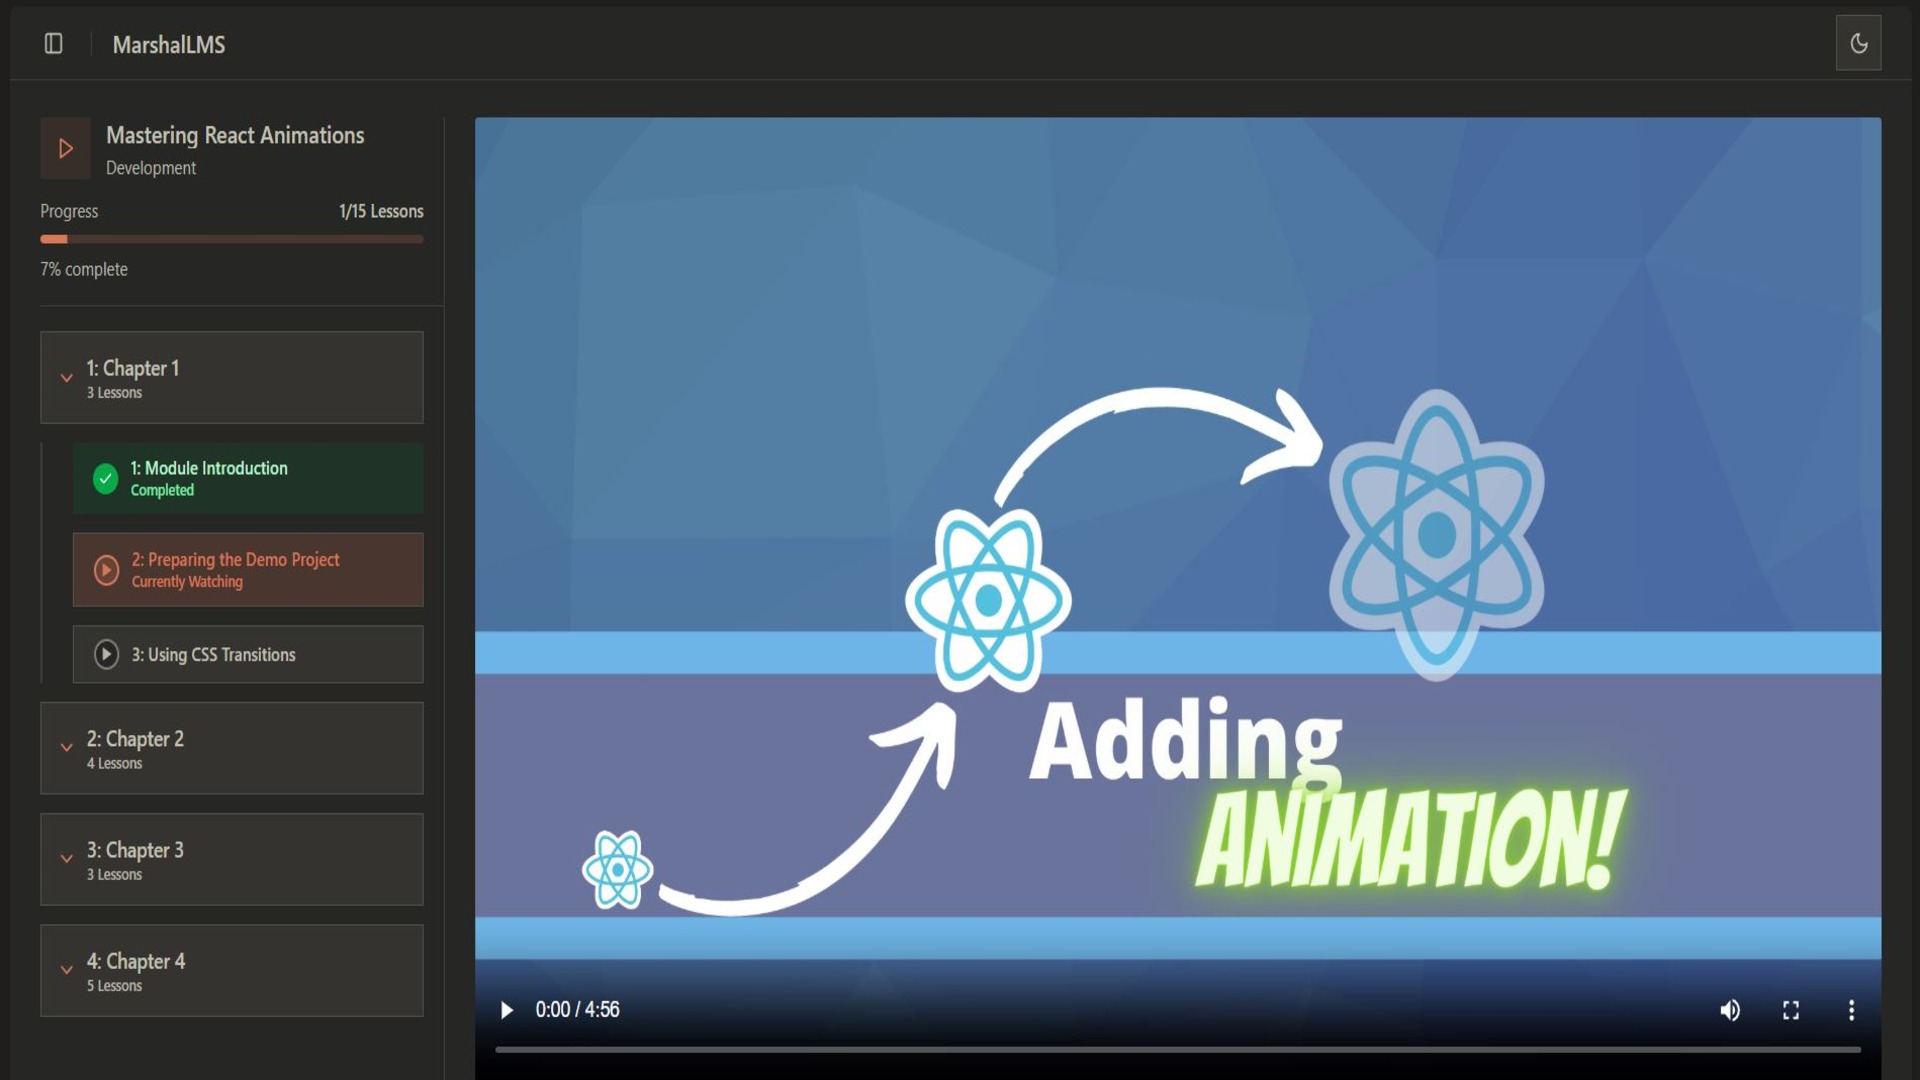 MarshalLMS
Mastering React Animations
Development
Progress
1/15 Lessons
7% complete
1: Chapter 1
3 Lessons
1: Module Introduction
Completed
2: Preparing the Demo Project
Currently Watching
3: Using CSS Transitions
2: Chapter 2
4 Lessons
3: Chapter 3
3 Lessons
4: Chapter 4
5 Lessons
Adding
ANIMATION!
0:00 / 4:56